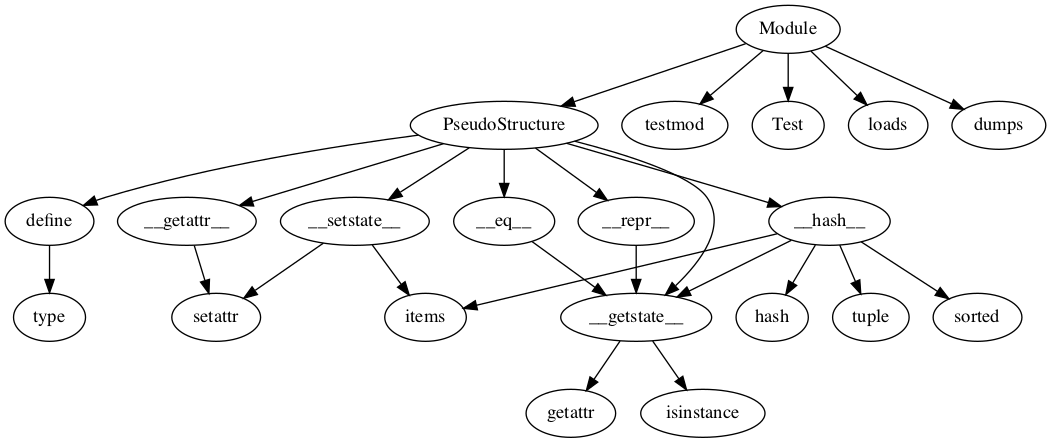 Module
PseudoStructure
testmod
Test
loads
dumps
define
__getattr__
__setstate__
__eq__
__repr__
__hash__
type
setattr
items
__getstate__
hash
tuple
sorted
getattr
isinstance